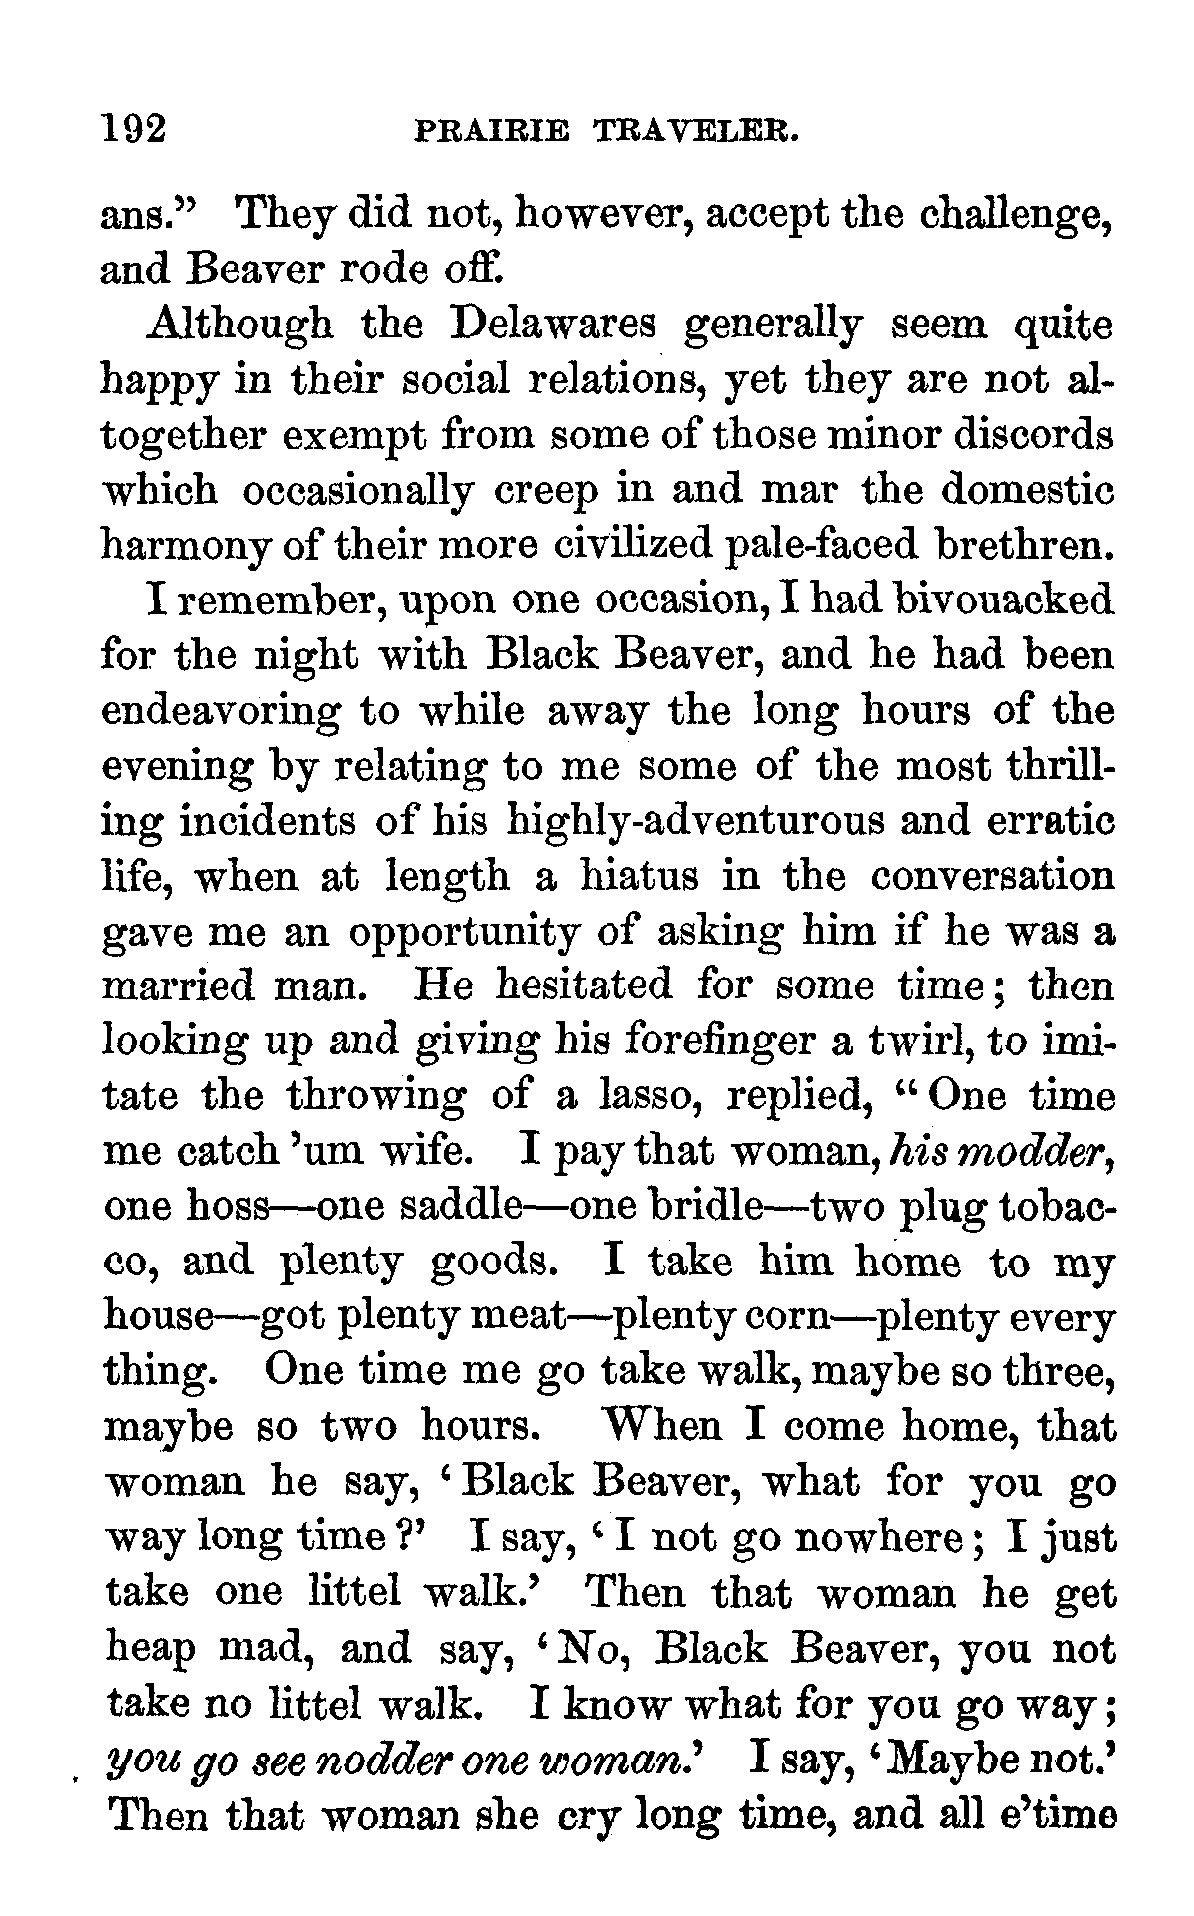 192 PRAIRIE TRAVELER.
ans.” They did not, however, accept the challenge,
and Beaver rode off.
Although the Delawares generally seem quite
happy in their social relations, yet they are not al-
together exempt from some of those minor discords
which occasionally creep in and mar the domestic
harmony of their more civilized pale-faced brethren.
I remember, upon one occasion, I had bivouacked
for the night with Black Beaver, and he had been
endeavoring to while away the long hours of the
evening by relating to me some of the most thrill-
ing incidents of his highly-adventurous and erratic
life, when at length a hiatus in the conversation
gave me an opportunity of asking him if he was a
married man. He hesitated for some time; then
looking up and giving his forefinger a twirl, to imi-
tate the throwing of a lasso, replied, “One time
me catch ’um wife. I pay that woman, his modder,
one hoss—one saddle—one bridle—two plug tobac-
co, and plenty goods. I take him home to my
house—got plenty meat—plenty corn—plenty every
thing. One time me go take walk, maybe so three,
maybe so two hours. When I come home, that
woman he say, ‘Black Beaver, what for you go
way long time?’ I say, ‘I not go nowhere; I just
take one littel walk.’ Then that woman he get
heap mad, and say, ‘No, Black Beaver, you not
take no littel walk. I know what for you go way;
you go see nodder one woman.’ I say, ‘Maybe not.’
Then that woman she cry long time, and all e’time